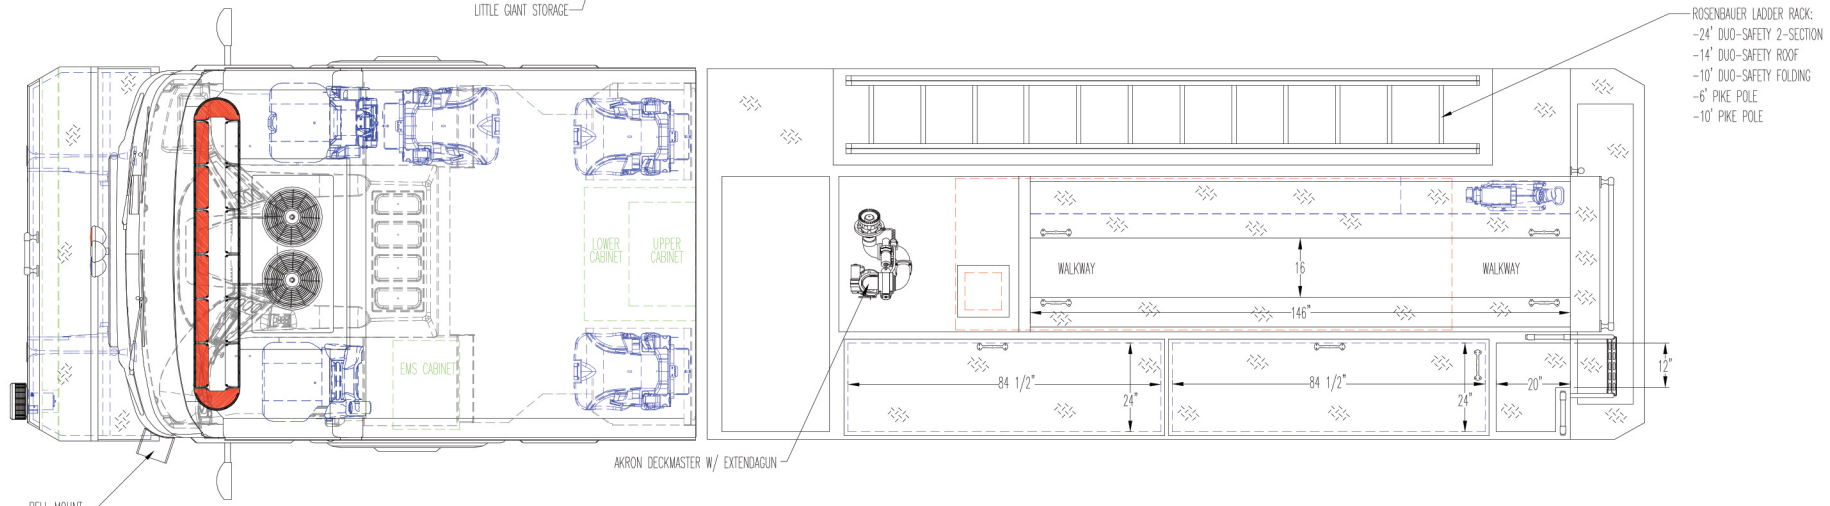 LITTLE GIANT STORAGE
ROSENBAUER LADDER RACK:
-24' DUO-SAFETY 2-SECTION
-14' DUO-SAFETY ROOF
-10' DUO-SAFETY FOLDING
-6' PIKE POLE
-10' PIKE POLE
LOWER
CABINET
UPPER
CABINET
WALKWAY
16
WALKWAY
146"
EMS CABINET
84 1/2"
24"
84 1/2"
24"
20"
12"
AKRON DECKMASTER W/ EXTENDAGUN
BELL MOUNT